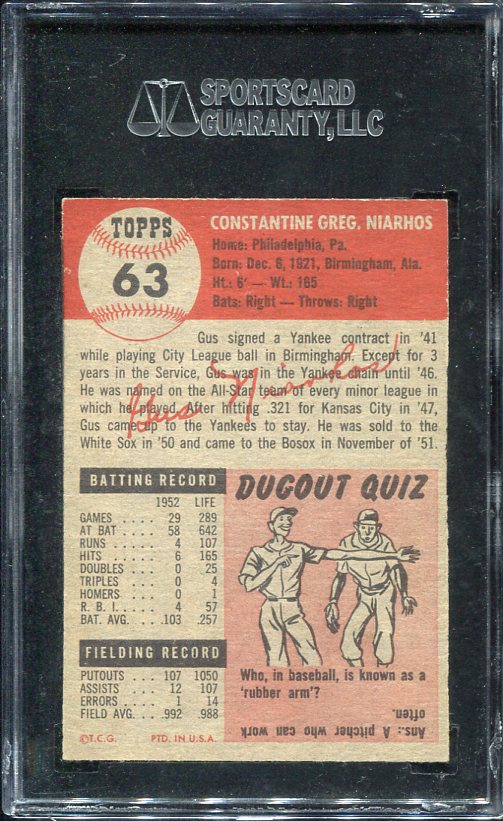 SPORTSCARD
GUARANTY,LLC
TOPPS
63
CONSTANTINE GREG. NIARHOS
Home: Philadelphia, Pa.
Born: Dec. 6, 1921, Birmingham, Ala.
Ht.: 6' — Wt.: 165
Bats: Right — Throws: Right
Gus signed a Yankee contract in '41
while playing City League ball in Birmingham. Except for 3
years in the Service, Gus was in the Yankee chain until '46.
He was named on the All-Star team of every minor league in
which he played. After hitting .321 for Kansas City in '47,
Gus came up to the Yankees to stay. He was sold to the
White Sox in '50 and came to the Bosox in November of '51.
Gus Niarhos
BATTING RECORD
1952 LIFE
GAMES .... 29 289
AT BAT .... 58 642
RUNS ..... 4 107
HITS ..... 6 165
DOUBLES ... 0 25
TRIPLES .... 0 4
HOMERS .... 0 1
R. B. I. ..... 4 57
BAT. AVG. .. .103 .257
FIELDING RECORD
PUTOUTS ... 107 1050
ASSISTS .... 12 107
ERRORS .... 1 14
FIELD AVG. .. .992 .988
©T.C.G. PTD. IN U.S.A.
DUGOUT QUIZ
Who, in baseball, is known as a
'rubber arm'?
Ans.: A pitcher who can work
often.